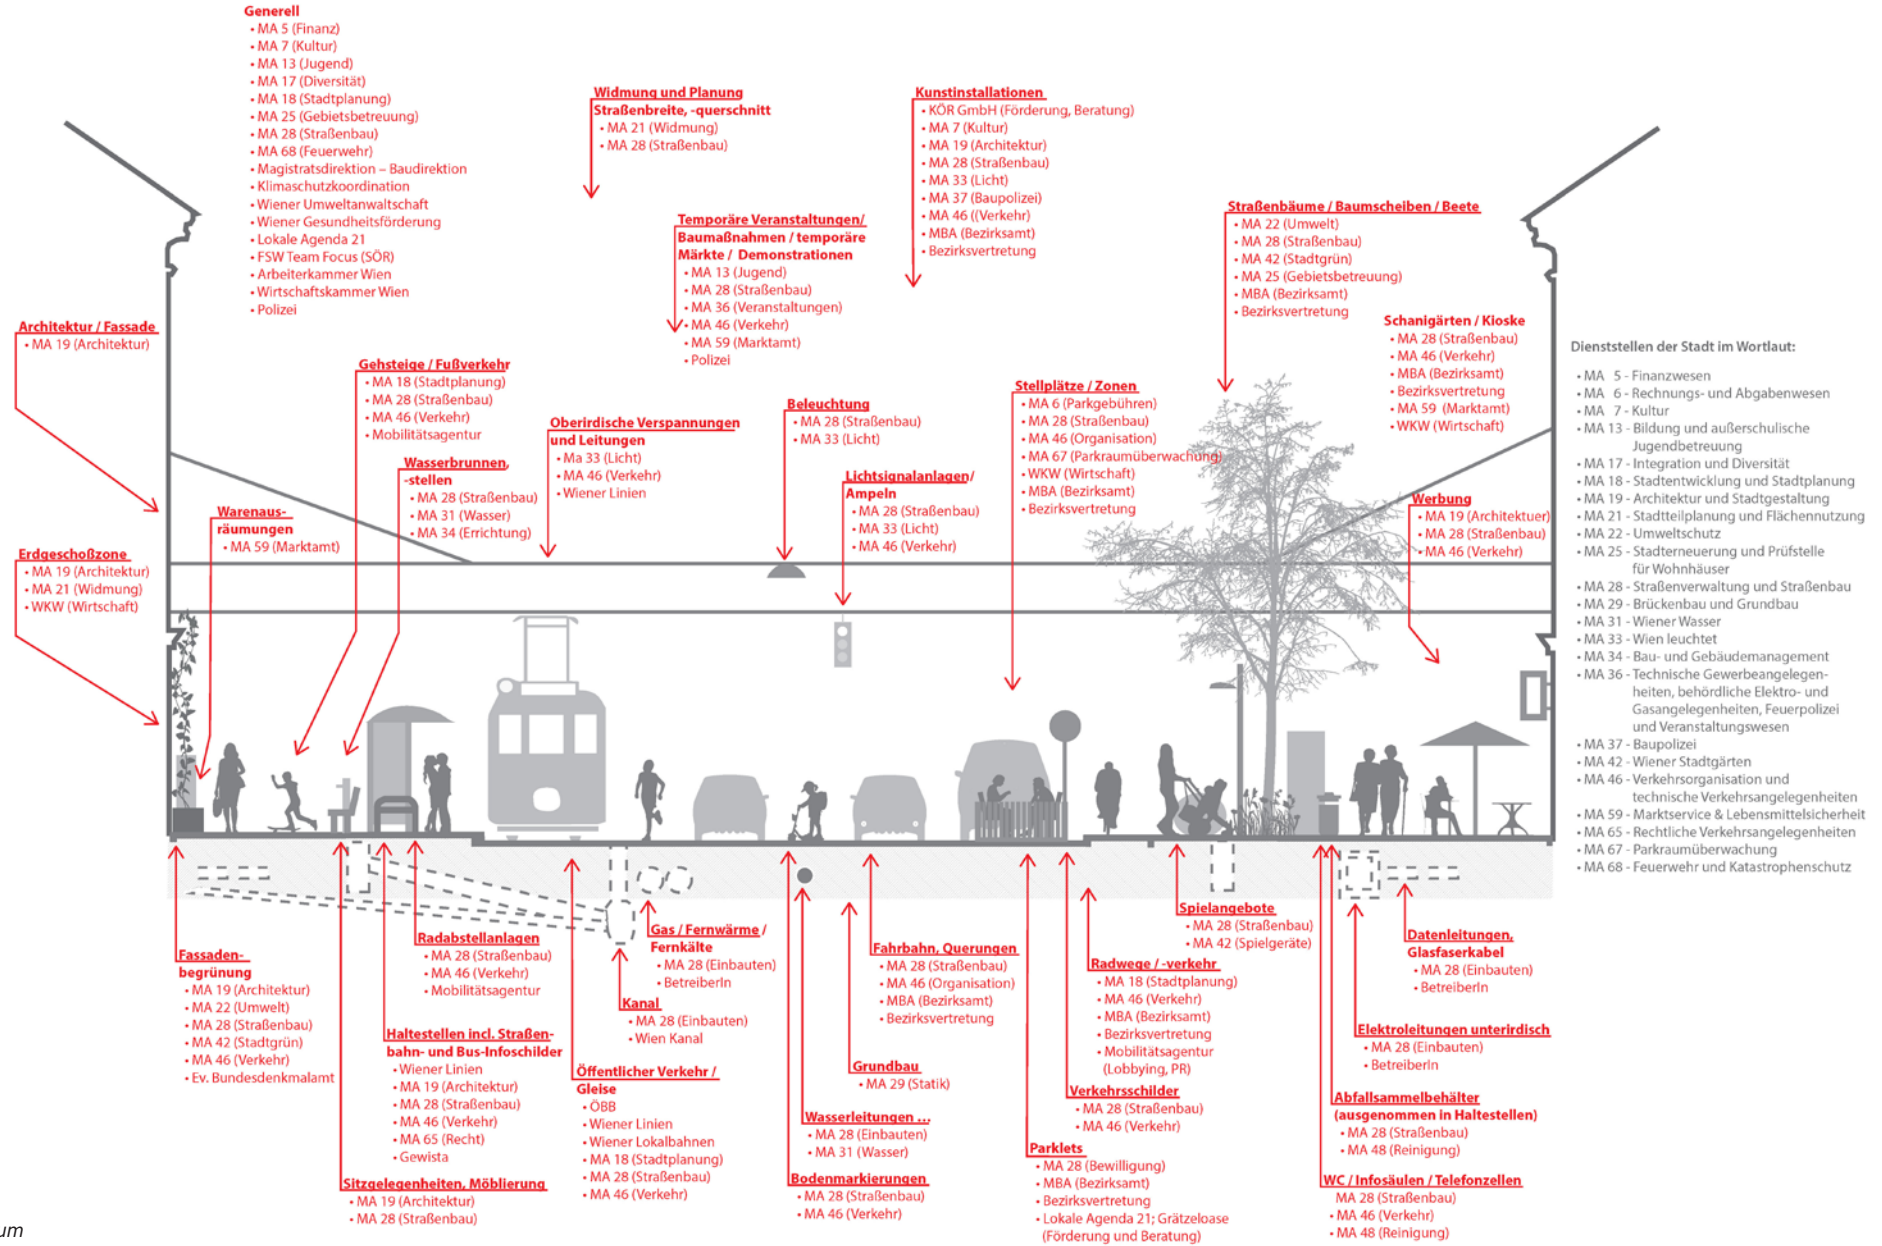 Generell
• MA 5 (Finanz)
• MA 7 (Kultur)
• MA 13 (Jugend)
• MA 17 (Diversität)
• MA 18 (Stadtplanung)
• MA 25 (Gebietsbetreuung)
• MA 28 (Straßenbau)
• MA 68 (Feuerwehr)
• Magistratsdirektion – Baudirektion
• Klimaschutzkoordination
• Wiener Umweltanwaltschaft
• Wiener Gesundheitsförderung
• Lokale Agenda 21
• FSW Team Focus (SÖR)
• Arbeiterkammer Wien
• Wirtschaftskammer Wien
• Polizei
Widmung und Planung
Straßenbreite, -querschnitt
• MA 21 (Widmung)
• MA 28 (Straßenbau)
Temporäre Veranstaltungen/
Baumaßnahmen / temporäre
Märkte / Demonstrationen
• MA 13 (Jugend)
• MA 28 (Straßenbau)
• MA 36 (Veranstaltungen)
• MA 46 (Verkehr)
• MA 59 (Marktamt)
• Polizei
Kunstinstallationen
• KÖR GmbH (Förderung, Beratung)
• MA 7 (Kultur)
• MA 19 (Architektur)
• MA 28 (Straßenbau)
• MA 33 (Licht)
• MA 37 (Baupolizei)
• MA 46 ((Verkehr)
• MBA (Bezirksamt)
• Bezirksvertretung
Straßenbäume / Baumscheiben / Beete
• MA 22 (Umwelt)
• MA 28 (Straßenbau)
• MA 42 (Stadtgrün)
• MA 25 (Gebietsbetreuung)
• MBA (Bezirksamt)
• Bezirksvertretung
Schanigärten / Kioske
• MA 28 (Straßenbau)
• MA 46 (Verkehr)
• MBA (Bezirksamt)
• Bezirksvertretung
• MA 59 (Marktamt)
• WKW (Wirtschaft)
Architektur / Fassade
• MA 19 (Architektur)
Gehsteige / Fußverkehr
• MA 18 (Stadtplanung)
• MA 28 (Straßenbau)
• MA 46 (Verkehr)
• Mobilitätsagentur
Wasserbrunnen,
-stellen
• MA 28 (Straßenbau)
• MA 31 (Wasser)
• MA 34 (Errichtung)
Oberirdische Verspannungen
und Leitungen
• Ma 33 (Licht)
• MA 46 (Verkehr)
• Wiener Linien
Beleuchtung
• MA 28 (Straßenbau)
• MA 33 (Licht)
Lichtsignalanlagen/
Ampeln
• MA 28 (Straßenbau)
• MA 33 (Licht)
• MA 46 (Verkehr)
Stellplätze / Zonen
• MA 6 (Parkgebühren)
• MA 28 (Straßenbau)
• MA 46 (Organisation)
• MA 67 (Parkraumüberwachung)
• WKW (Wirtschaft)
• MBA (Bezirksamt)
• Bezirksvertretung
Werbung
• MA 19 (Architektuer)
• MA 28 (Straßenbau)
• MA 46 (Verkehr)
Warenaus-
räumungen
• MA 59 (Marktamt)
Erdgeschoßzone
• MA 19 (Architektur)
• MA 21 (Widmung)
• WKW (Wirtschaft)
Dienststellen der Stadt im Wortlaut:
• MA 5 - Finanzwesen
• MA 6 - Rechnungs- und Abgabenwesen
• MA 7 - Kultur
• MA 13 - Bildung und außerschulische
Jugendbetreuung
• MA 17 - Integration und Diversität
• MA 18 - Stadtentwicklung und Stadtplanung
• MA 19 - Architektur und Stadtgestaltung
• MA 21 - Stadtteilplanung und Flächennutzung
• MA 22 - Umweltschutz
• MA 25 - Stadterneuerung und Prüfstelle
für Wohnhäuser
• MA 28 - Straßenverwaltung und Straßenbau
• MA 29 - Brückenbau und Grundbau
• MA 31 - Wiener Wasser
• MA 33 - Wien leuchtet
• MA 34 - Bau- und Gebäudemanagement
• MA 36 - Technische Gewerbeangelegen-
heiten, behördliche Elektro- und
Gasangelegenheiten, Feuerpolizei
und Veranstaltungswesen
• MA 37 - Baupolizei
• MA 42 - Wiener Stadtgärten
• MA 46 - Verkehrsorganisation und
technische Verkehrsangelegenheiten
• MA 59 - Marktservice & Lebensmittelsicherheit
• MA 65 - Rechtliche Verkehrsangelegenheiten
• MA 67 - Parkraumüberwachung
• MA 68 - Feuerwehr und Katastrophenschutz
Fassaden-
begrünung
• MA 19 (Architektur)
• MA 22 (Umwelt)
• MA 28 (Straßenbau)
• MA 42 (Stadtgrün)
• MA 46 (Verkehr)
• Ev. Bundesdenkmalamt
Radabstellanlagen
• MA 28 (Straßenbau)
• MA 46 (Verkehr)
• Mobilitätsagentur
Haltestellen incl. Straßen-
bahn- und Bus-Infoschilder
• Wiener Linien
• MA 19 (Architektur)
• MA 28 (Straßenbau)
• MA 46 (Verkehr)
• MA 65 (Recht)
• Gewista
Sitzgelegenheiten, Möblierung
• MA 19 (Architektur)
• MA 28 (Straßenbau)
Gas / Fernwärme /
Fernkälte
• MA 28 (Einbauten)
• BetreiberIn
Kanal
• MA 28 (Einbauten)
• Wien Kanal
Öffentlicher Verkehr /
Gleise
• ÖBB
• Wiener Linien
• Wiener Lokalbahnen
• MA 18 (Stadtplanung)
• MA 28 (Straßenbau)
• MA 46 (Verkehr)
Fahrbahn, Querungen
• MA 28 (Straßenbau)
• MA 46 (Organisation)
• MBA (Bezirksamt)
• Bezirksvertretung
Grundbau
• MA 29 (Statik)
Wasserleitungen ...
• MA 28 (Einbauten)
• MA 31 (Wasser)
Bodenmarkierungen
• MA 28 (Straßenbau)
• MA 46 (Verkehr)
Radwege / -verkehr
• MA 18 (Stadtplanung)
• MA 46 (Verkehr)
• MBA (Bezirksamt)
• Bezirksvertretung
• Mobilitätsagentur
(Lobbying, PR)
Verkehrsschilder
• MA 28 (Straßenbau)
• MA 46 (Verkehr)
Parklets
• MA 28 (Bewilligung)
• MBA (Bezirksamt)
• Bezirksvertretung
• Lokale Agenda 21; Grätzeloase
(Förderung und Beratung)
Spielangebote
• MA 28 (Straßenbau)
• MA 42 (Spielgeräte)
Datenleitungen,
Glasfaserkabel
• MA 28 (Einbauten)
• BetreiberIn
Elektroleitungen unterirdisch
• MA 28 (Einbauten)
• BetreiberIn
Abfallsammelbehälter
(ausgenommen in Haltestellen)
• MA 28 (Straßenbau)
• MA 48 (Reinigung)
WC / Infosäulen / Telefonzellen
MA 28 (Straßenbau)
• MA 46 (Verkehr)
• MA 48 (Reinigung)
um